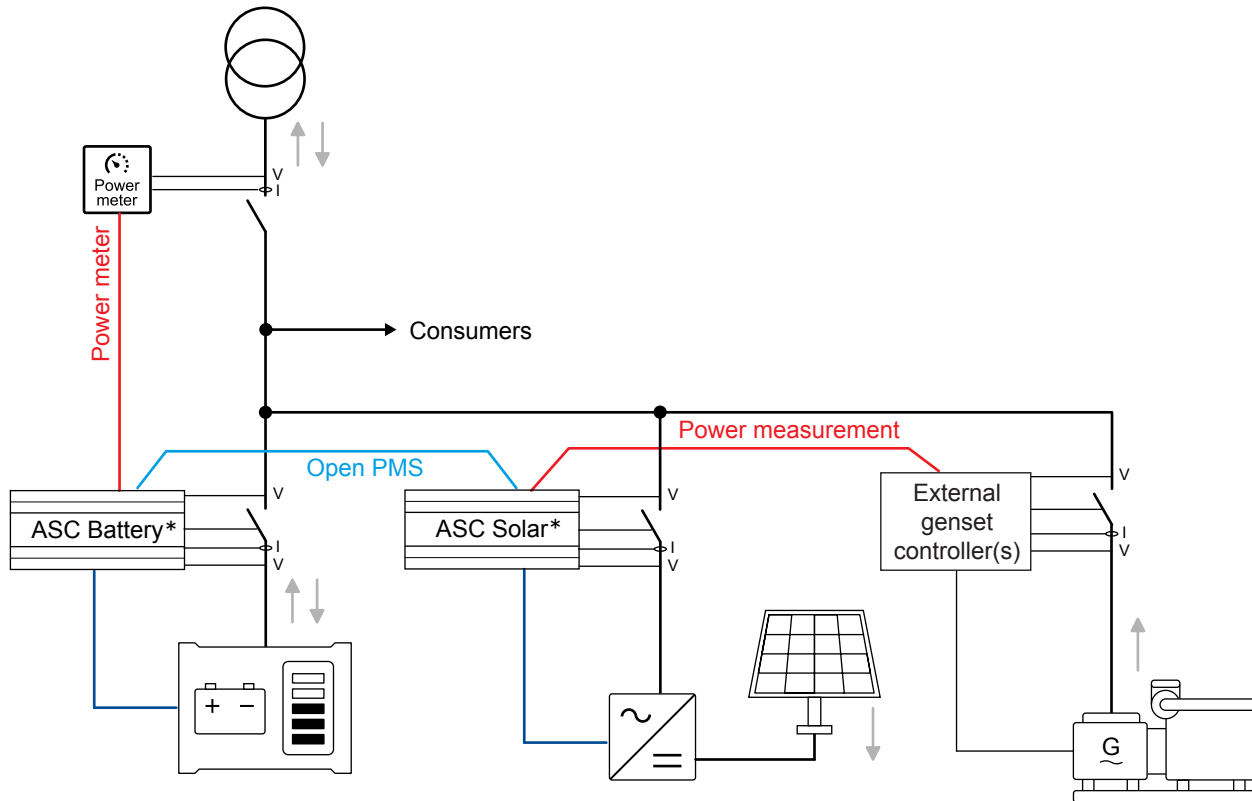 V
I
Power
meter
Power meter
Consumers
Power measurement
Open PMS
V
V
V
ASC Battery*
ASC Solar*
External
genset
controller(s)
I
I
I
V
V
V
+ −
G
~